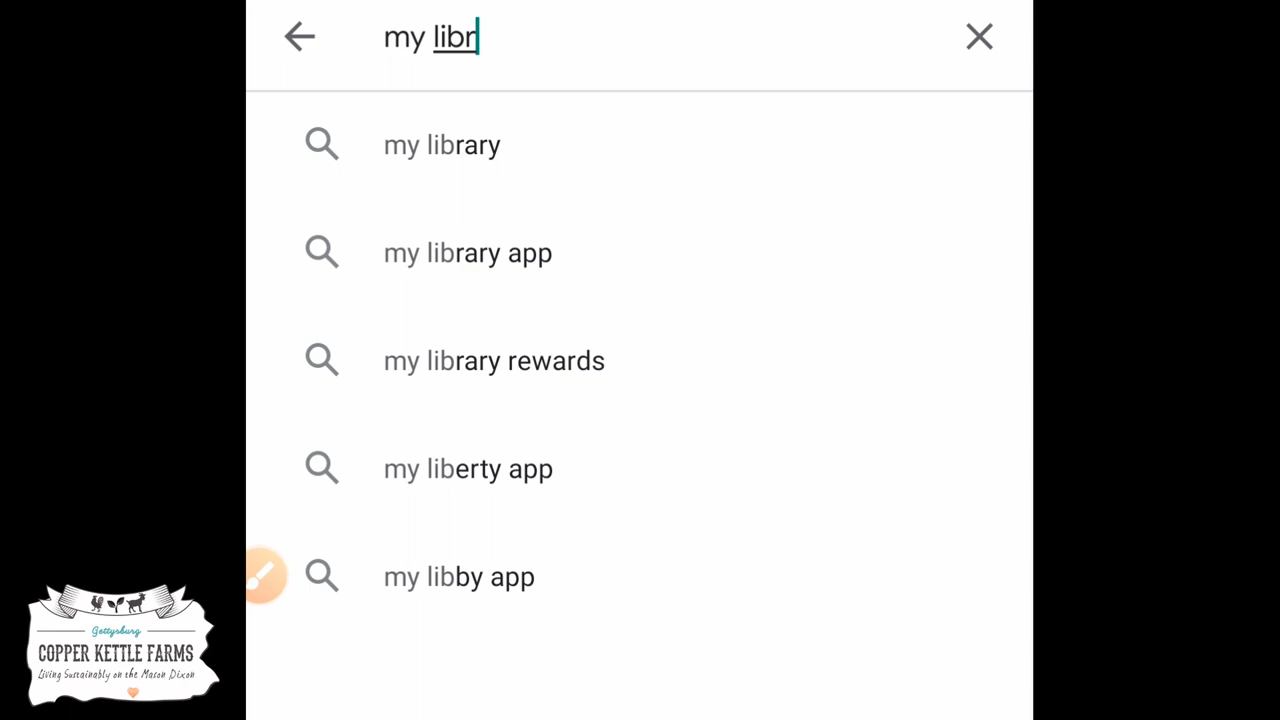 my libr
my library
my library app
my library rewards
my liberty app
my libby app
Gettysburg
COPPER KETTLE FARMS
Living Sustainably on the Mason Dixon